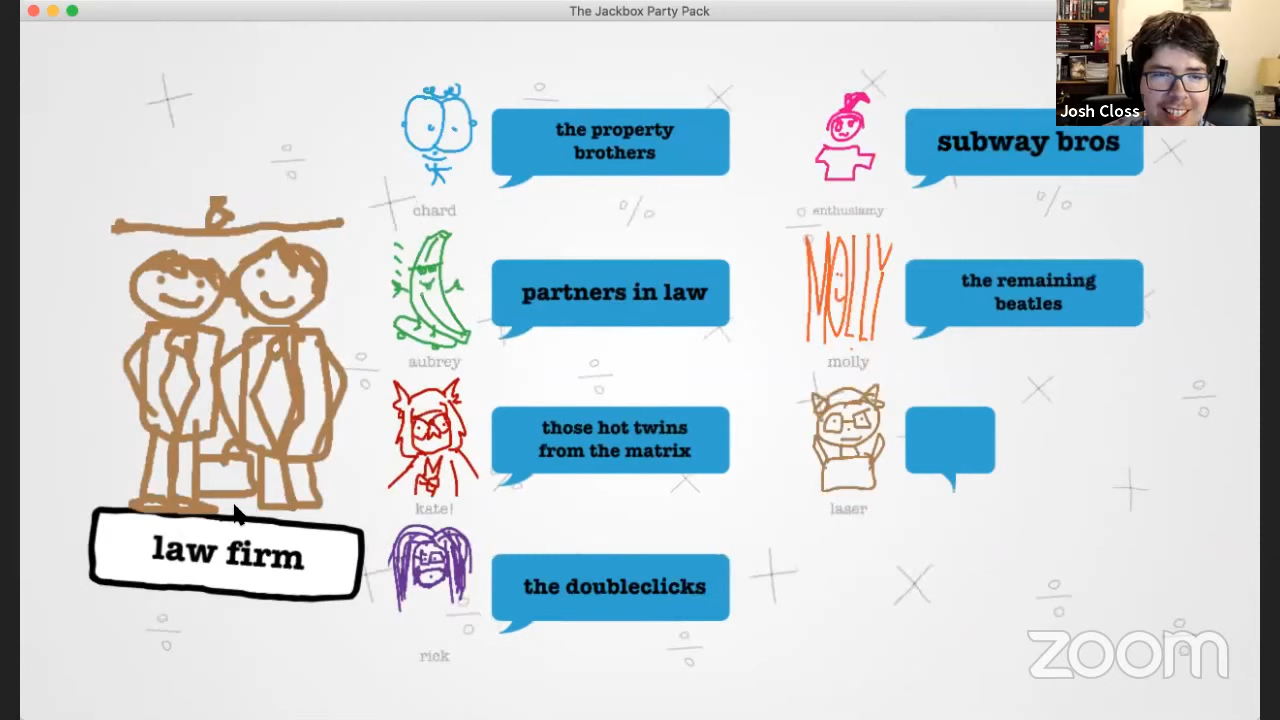 The Jackbox Party Pack
Josh Closs
the property
brothers
chard
subway bros
enthusiamy
B
partners in law
aubrey
MOLLY
the remaining
beatles
molly
those hot twins
from the matrix
kate!
laser
law firm
the doubleclicks
rick
zoom